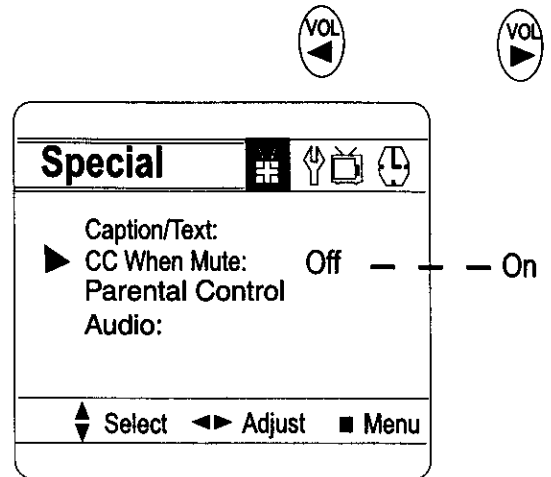 VOL VOL
Special
Caption/Text:
CC When Mute: Off On
Parental Control
Audio:
Select Adjust Menu